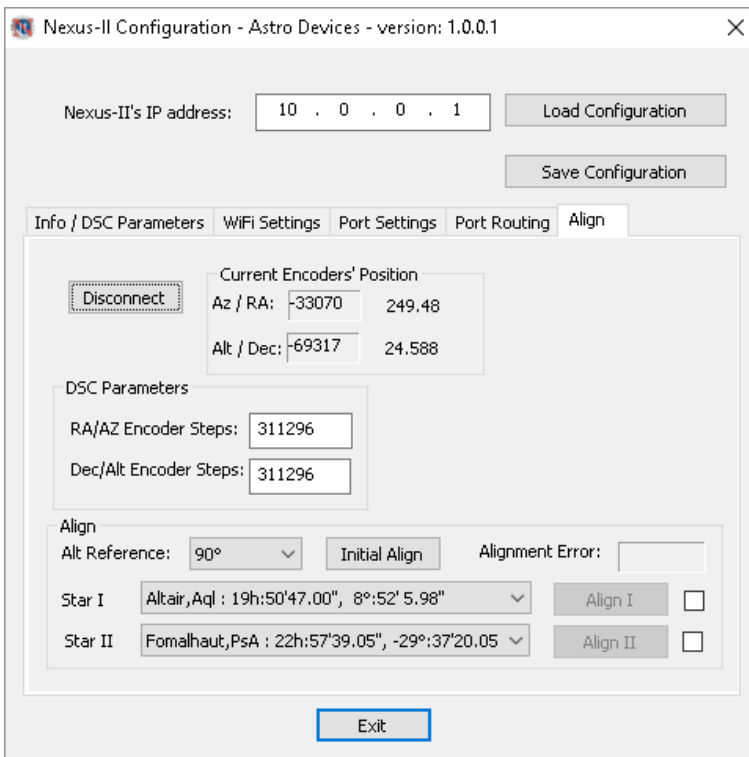 Nexus-II Configuration - Astro Devices - version: 1.0.0.1
Nexus-II's IP address: 10 . 0 . 0 . 1 Load Configuration
Save Configuration
Info / DSC Parameters WiFi Settings Port Settings Port Routing Align
Current Encoders' Position
Disconnect Az / RA: -33070 249.48
Alt / Dec: -69317 24.588
DSC Parameters
RA/AZ Encoder Steps: 311296
Dec/Alt Encoder Steps: 311296
Align
Alt Reference: 90° Initial Align Alignment Error:
Star I Altair,Aql : 19h:50'47.00", 8°:52' 5.98" Align I
Star II Fomalhaut,PsA : 22h:57'39.05", -29°:37'20.05 Align II
Exit